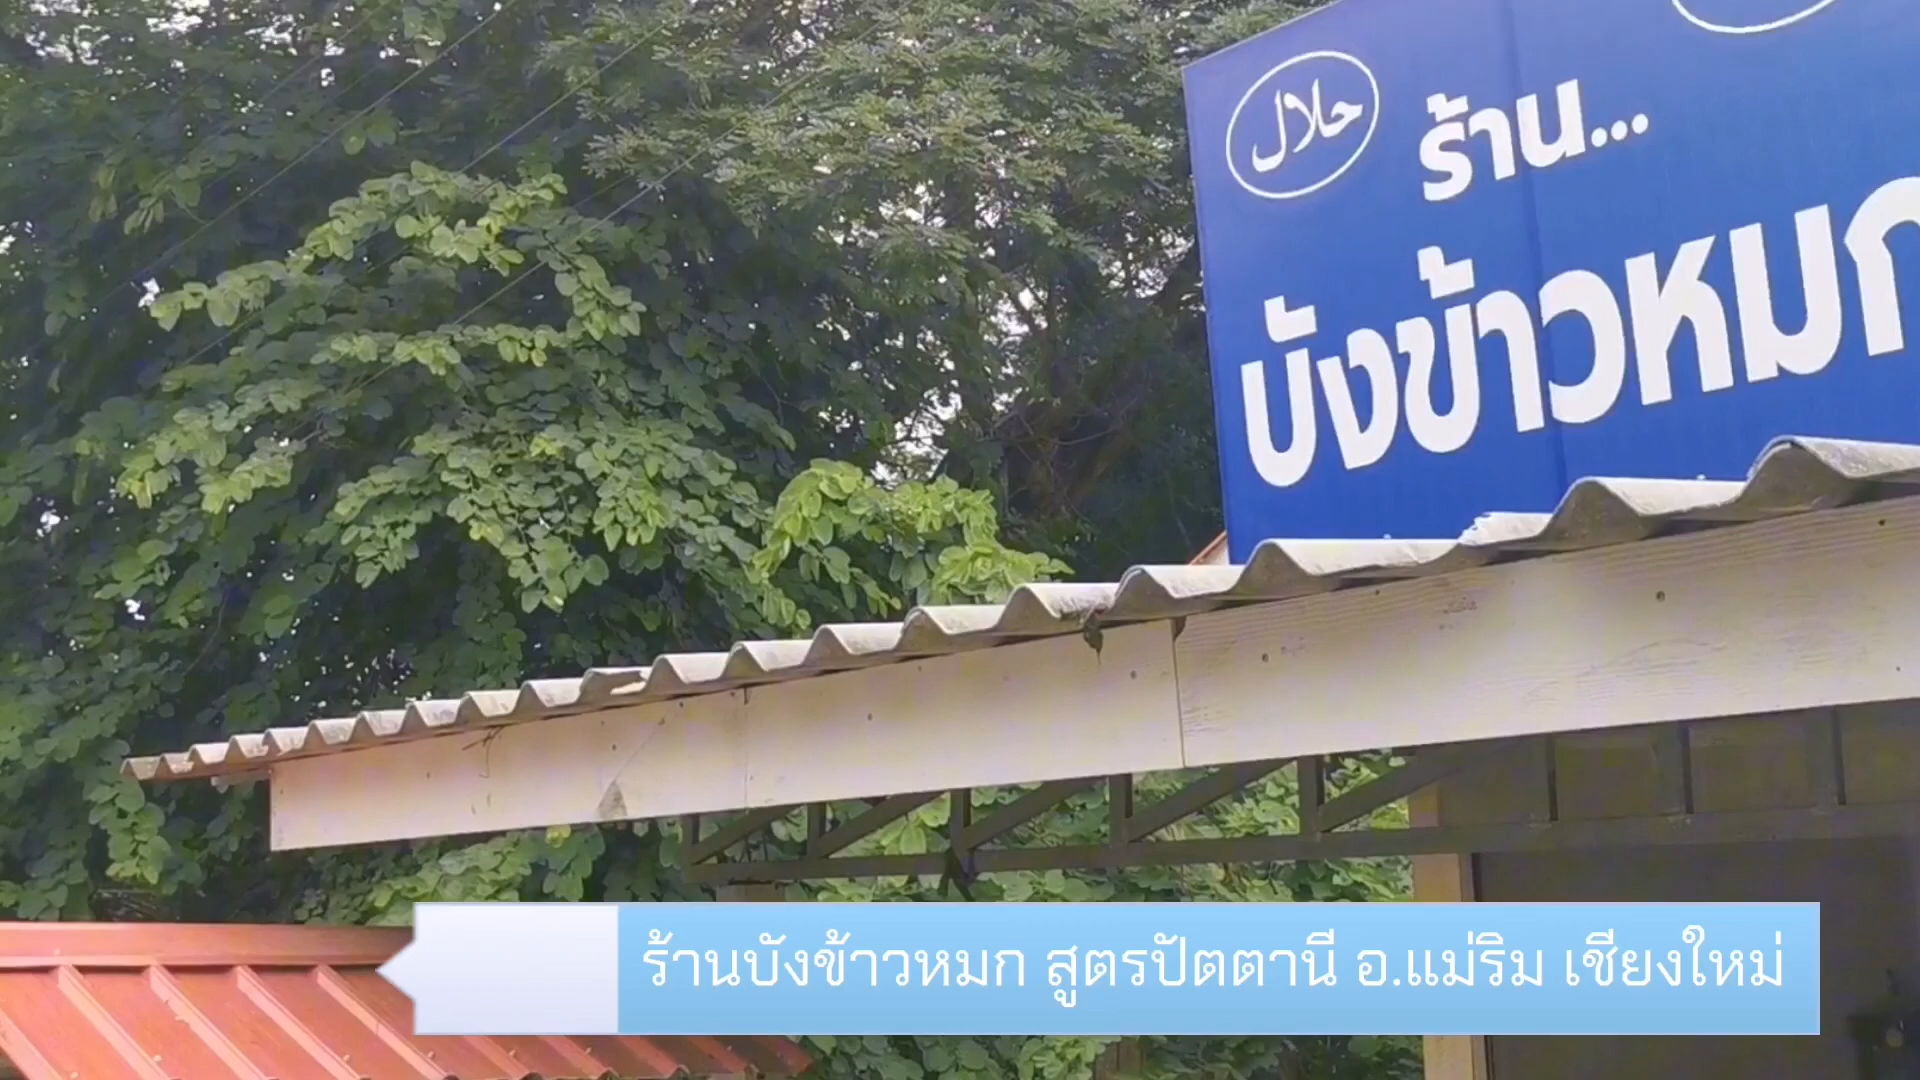 حلال
ร้าน...
บังข้าวหมก
ร้านบังข้าวหมก สูตรปัตตานี อ.แม่ริม เชียงใหม่